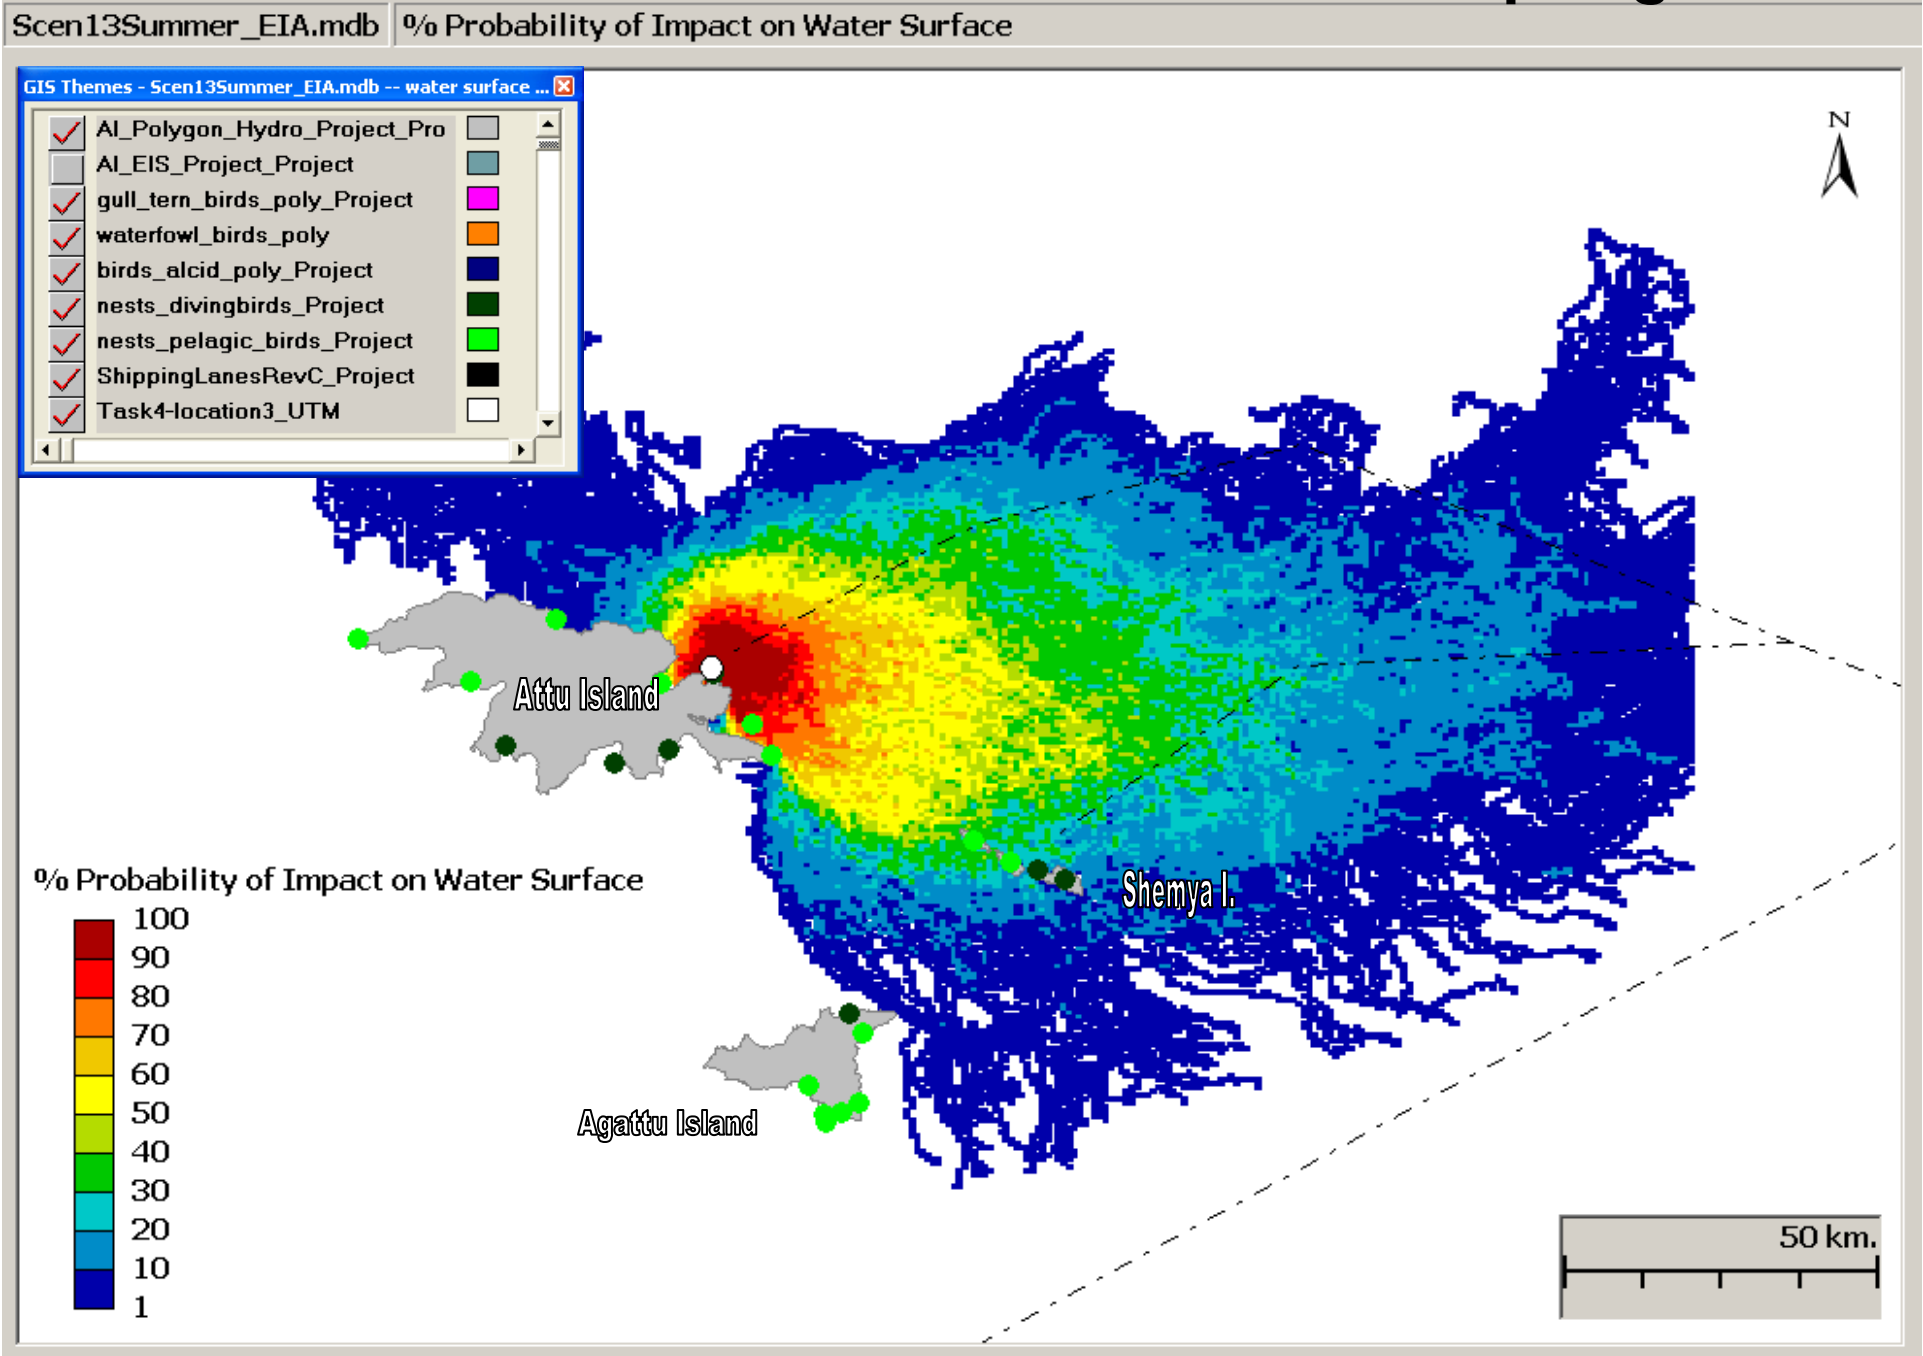 Scen13Summer_EIA.mdb
% Probability of Impact on Water Surface
GIS Themes - Scen13Summer_EIA.mdb -- water surface ...
AI_Polygon_Hydro_Project_Pro
AI_EIS_Project_Project
gull_tern_birds_poly_Project
waterfowl_birds_poly
birds_alcid_poly_Project
nests_divingbirds_Project
nests_pelagic_birds_Project
ShippingLanesRevC_Project
Task4-location3_UTM
N
Attu Island
Shemya I.
Agattu Island
% Probability of Impact on Water Surface
100
90
80
70
60
50
40
30
20
10
1
50 km.